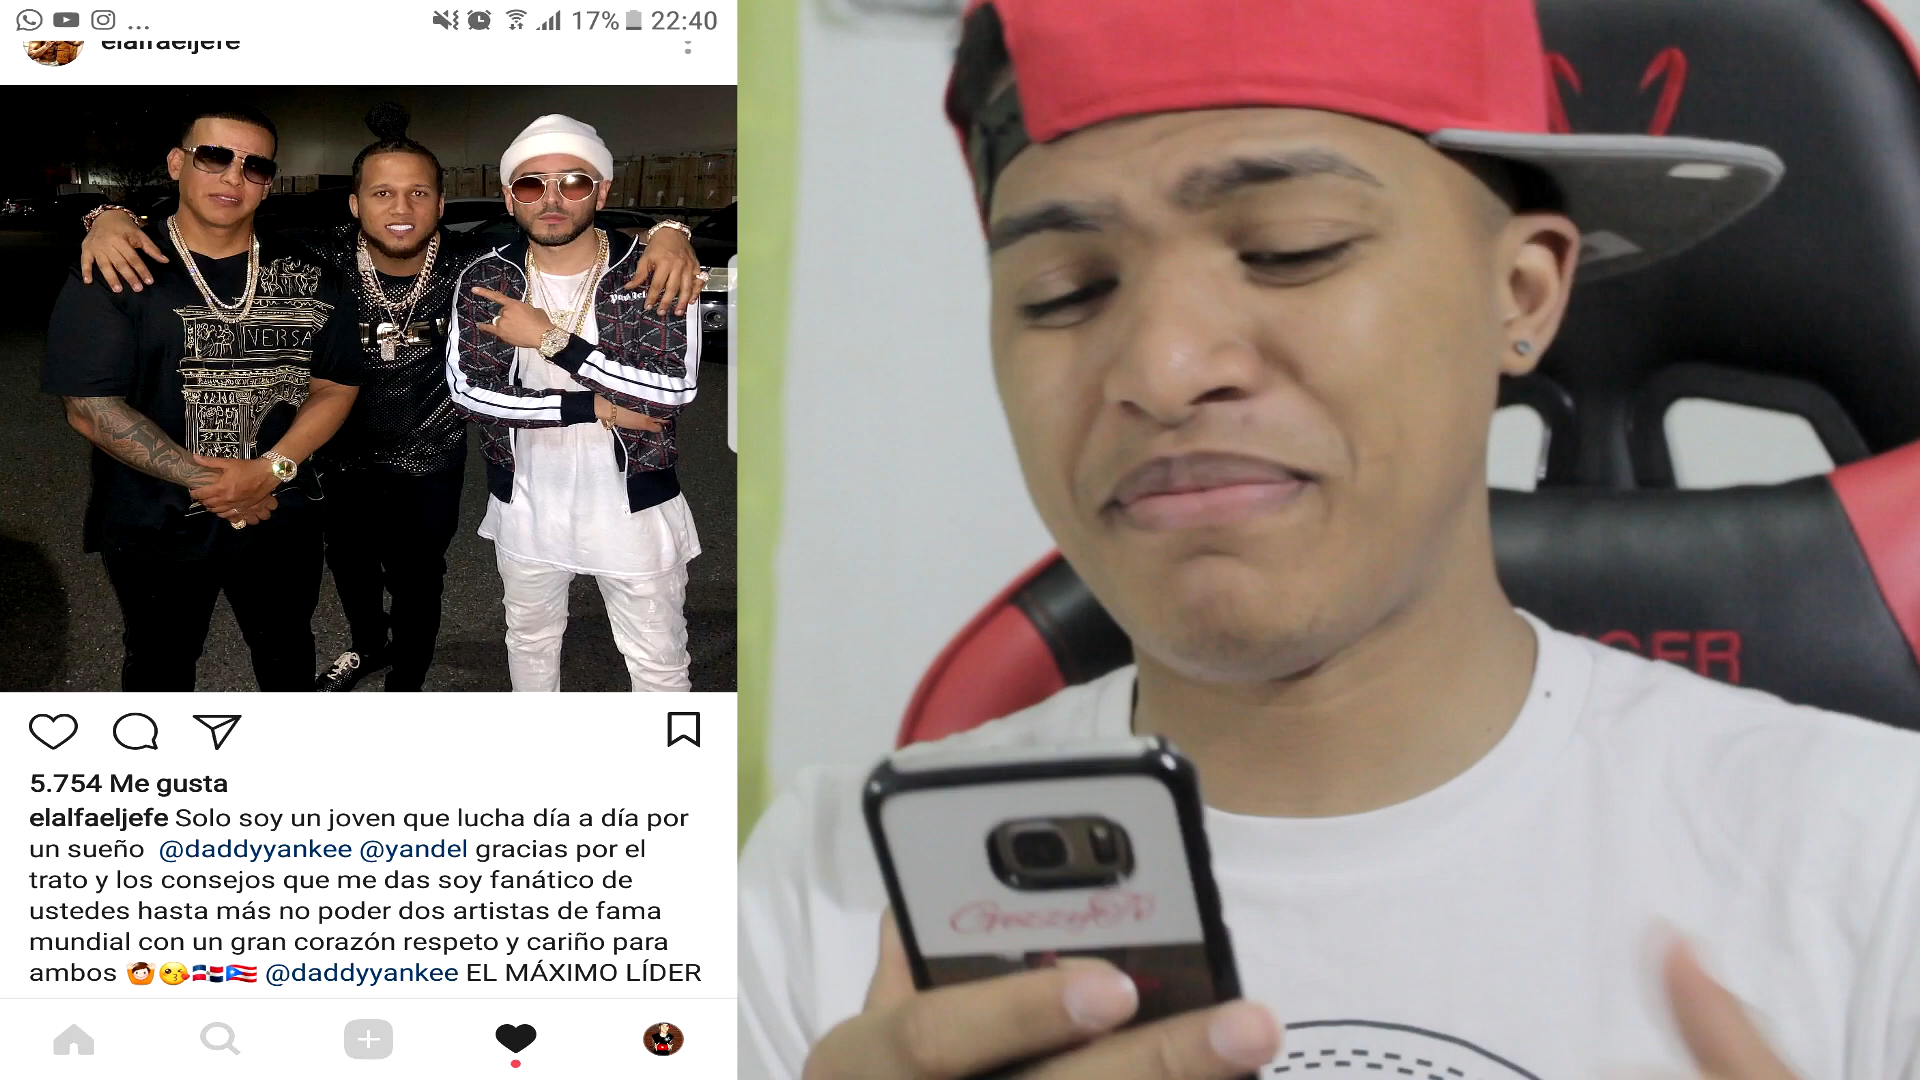 ... 17% 22:40
elalfaeljefe
VERSA
5.754 Me gusta
elalfaeljefe Solo soy un joven que lucha día a día por
un sueño @daddyyankee @yandel gracias por el
trato y los consejos que me das soy fanático de
ustedes hasta más no poder dos artistas de fama
mundial con un gran corazón respeto y cariño para
ambos 🙆🏻‍♂️😘🇩🇴🇵🇷 @daddyyankee EL MÁXIMO LÍDER